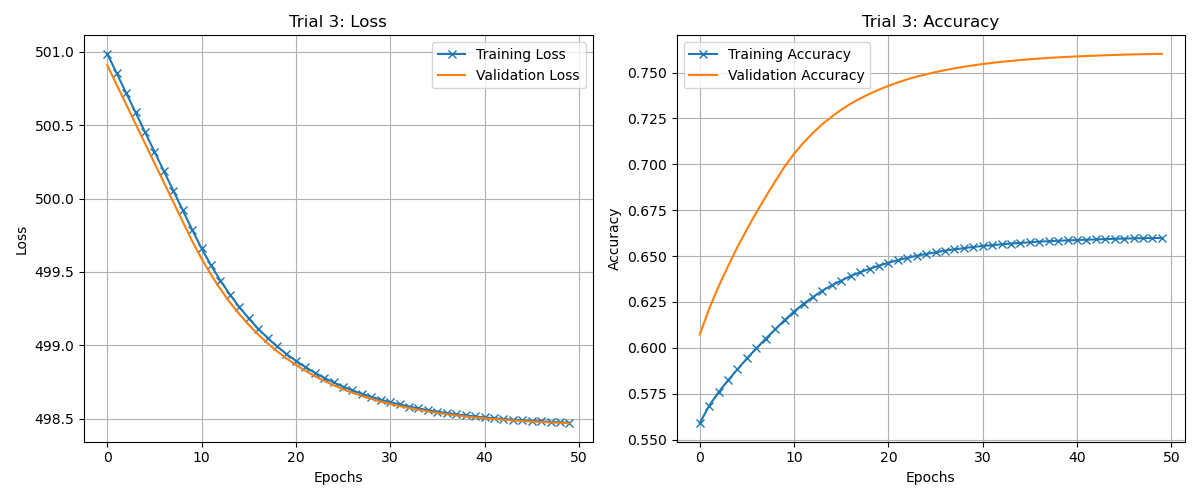 Trial 3: Loss
501.0
500.5
500.0
499.5
499.0
498.5
Loss
Training Loss
Validation Loss
0 10 20 30 40 50
Epochs
Trial 3: Accuracy
0.750
0.725
0.700
0.675
0.650
0.625
0.600
0.575
0.550
Accuracy
Training Accuracy
Validation Accuracy
0 10 20 30 40 50
Epochs